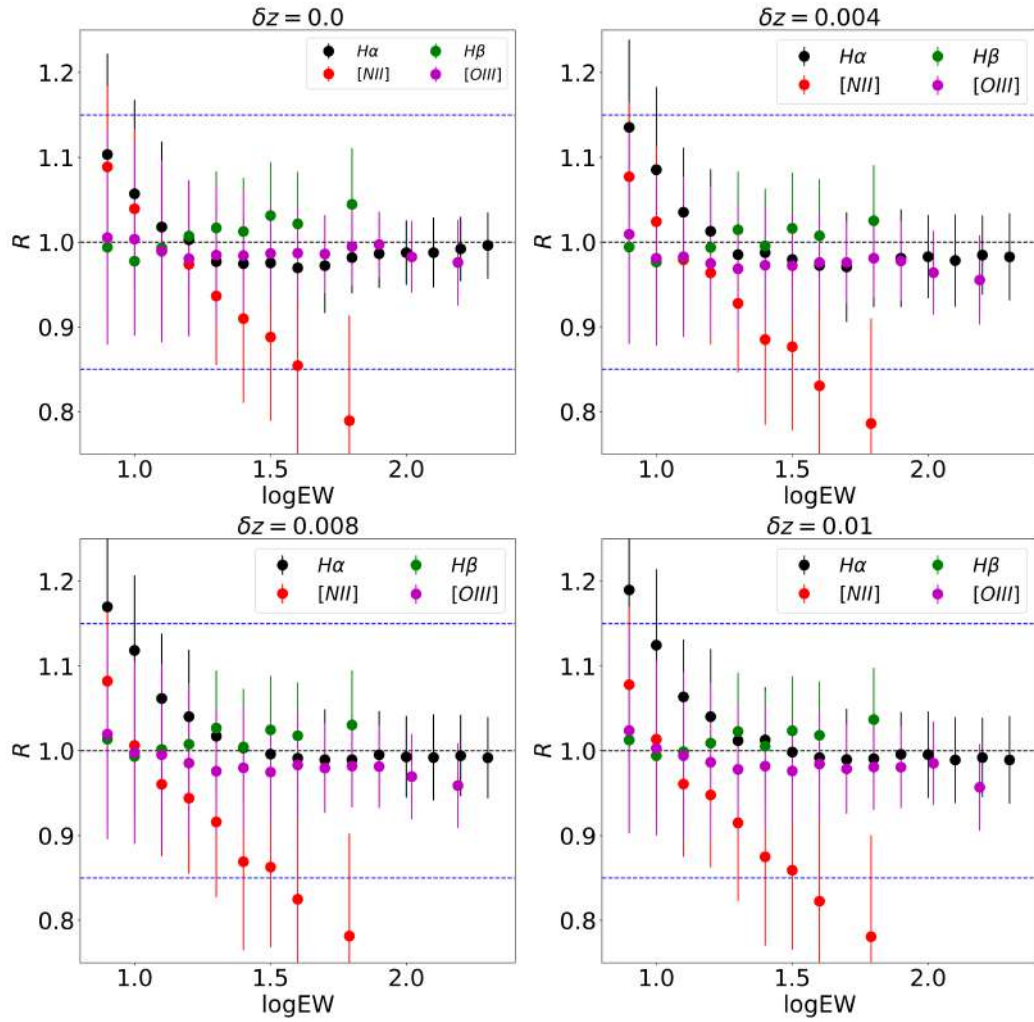 δz = 0.0
Hα Hβ
[NII] [OIII]
1.2
1.1
1.0
0.9
0.8
R
1.0 1.5 2.0
logEW
δz = 0.004
Hα Hβ
[NII] [OIII]
1.2
1.1
1.0
0.9
0.8
R
1.0 1.5 2.0
logEW
δz = 0.008
Hα Hβ
[NII] [OIII]
1.2
1.1
1.0
0.9
0.8
R
1.0 1.5 2.0
logEW
δz = 0.01
Hα Hβ
[NII] [OIII]
1.2
1.1
1.0
0.9
0.8
R
1.0 1.5 2.0
logEW